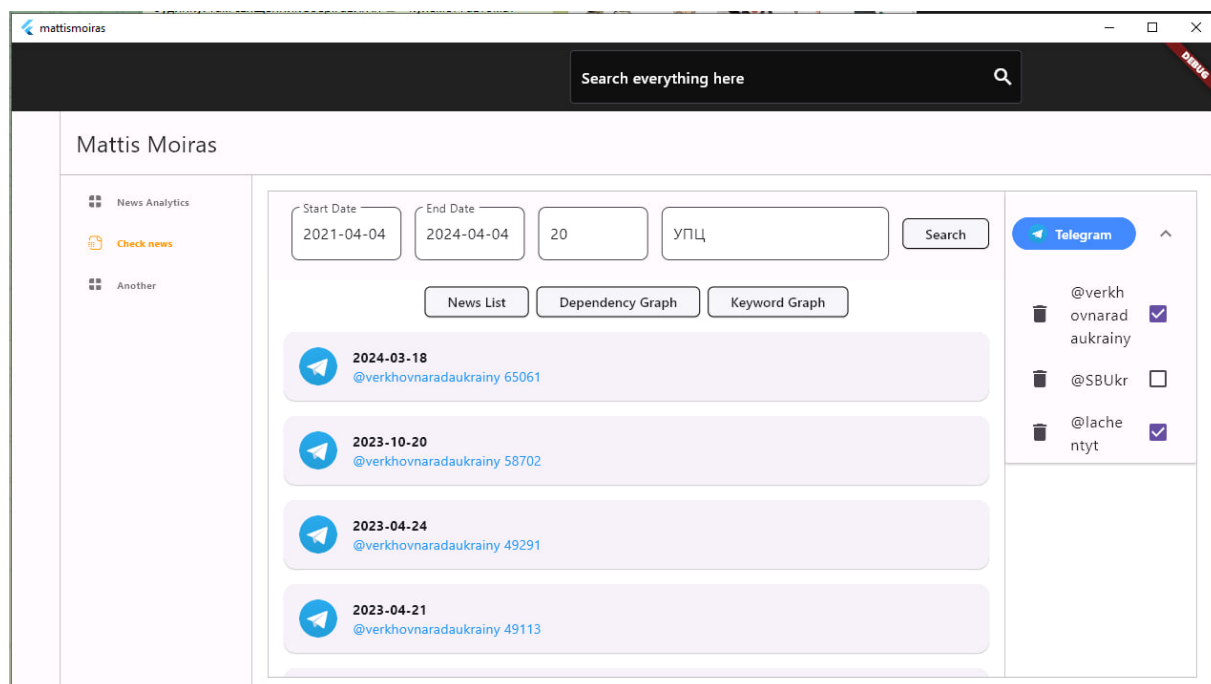 mattismoiras
DEBUG
Search everything here
Mattis Moiras
News Analytics
Check news
Another
Start Date
End Date
2021-04-04
2024-04-04
20
УПЦ
Search
News List
Dependency Graph
Keyword Graph
2024-03-18
@verkhovnaradaukrainy 65061
2023-10-20
@verkhovnaradaukrainy 58702
2023-04-24
@verkhovnaradaukrainy 49291
2023-04-21
@verkhovnaradaukrainy 49113
Telegram
@verkh
ovnarad
aukrainy
@SBUkr
@lache
ntyt